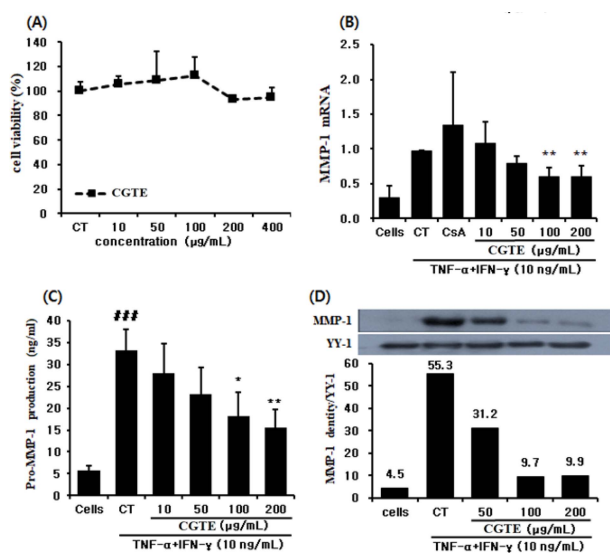 (A)
140
120
100
80
60
40
20
0
cell viability (%)
CGTE
CT 10 50 100 200 400
concentration (μg/mL)
(B)
2.5
2.0
1.5
1.0
0.5
0.0
MMP-1 mRNA
** **
Cells CT CsA 10 50 100 200
CGTE (μg/mL)
TNF-α+IFN-γ (10 ng/mL)
(C)
40
35
30
25
20
15
10
5
0
Pro-MMP-1 production (ng/ml)
###
*
**
Cells CT 10 50 100 200
CGTE (μg/mL)
TNF-α+IFN-γ (10 ng/mL)
(D)
MMP-1
YY-1
60
50
40
30
20
10
0
MMP-1 dentity/YY-1
4.5
55.3
31.2
9.7
9.9
cells CT 50 100 200
CGTE (μg/mL)
TNF-α+IFN-γ (10 ng/mL)